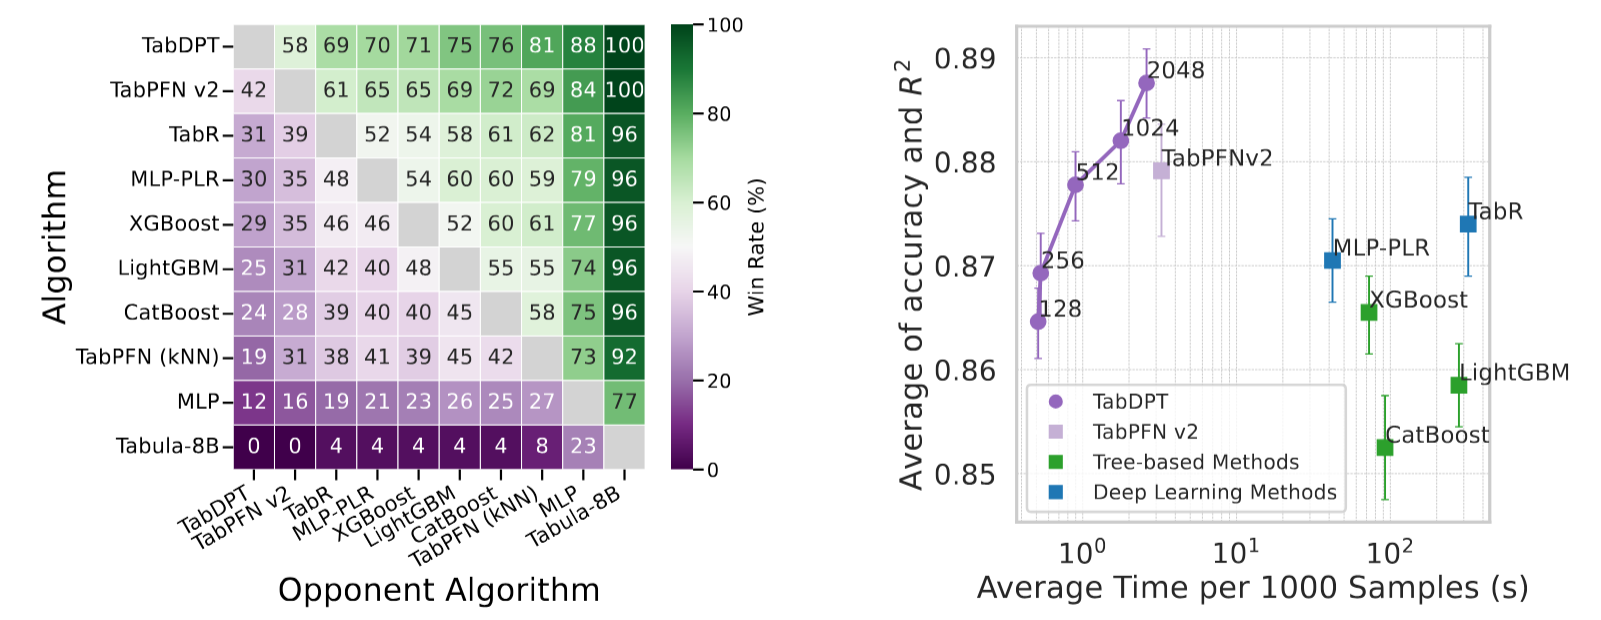 TabDPT 58 69 70 71 75 76 81 88 100
TabPFN v2 42 61 65 65 69 72 69 84 100
TabR 31 39 52 54 58 61 62 81 96
MLP-PLR 30 35 48 54 60 60 59 79 96
XGBoost 29 35 46 46 52 60 61 77 96
LightGBM 25 31 42 40 48 55 55 74 96
CatBoost 24 28 39 40 40 45 58 75 96
TabPFN (kNN) 19 31 38 41 39 45 42 73 92
MLP 12 16 19 21 23 26 25 27 77
Tabula-8B 0 0 4 4 4 4 4 8 23
Algorithm
TabDPT
TabPFN v2
TabR
MLP-PLR
XGBoost
LightGBM
CatBoost
TabPFN (kNN)
MLP
Tabula-8B
Opponent Algorithm
100
80
60
40
20
0
Win Rate (%)
Average of accuracy and R²
0.89
0.88
0.87
0.86
0.85
2048
1024
TabPFNv2
512
TabR
MLP-PLR
256
XGBoost
128
LightGBM
CatBoost
TabDPT
TabPFN v2
Tree-based Methods
Deep Learning Methods
10⁰ 10¹ 10²
Average Time per 1000 Samples (s)